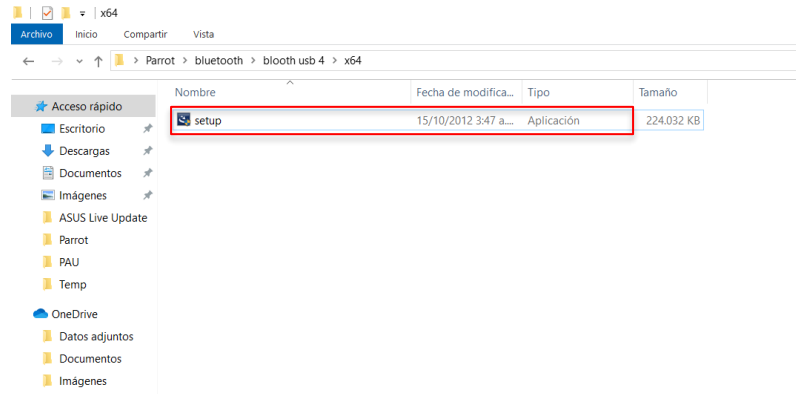 x64
Archivo Inicio Compartir Vista
Parrot > bluetooth > blooth usb 4 > x64
Nombre Fecha de modifica... Tipo Tamaño
Acceso rápido
setup 15/10/2012 3:47 a.... Aplicación 224.032 KB
Escritorio
Descargas
Documentos
Imágenes
ASUS Live Update
Parrot
PAU
Temp
OneDrive
Datos adjuntos
Documentos
Imágenes